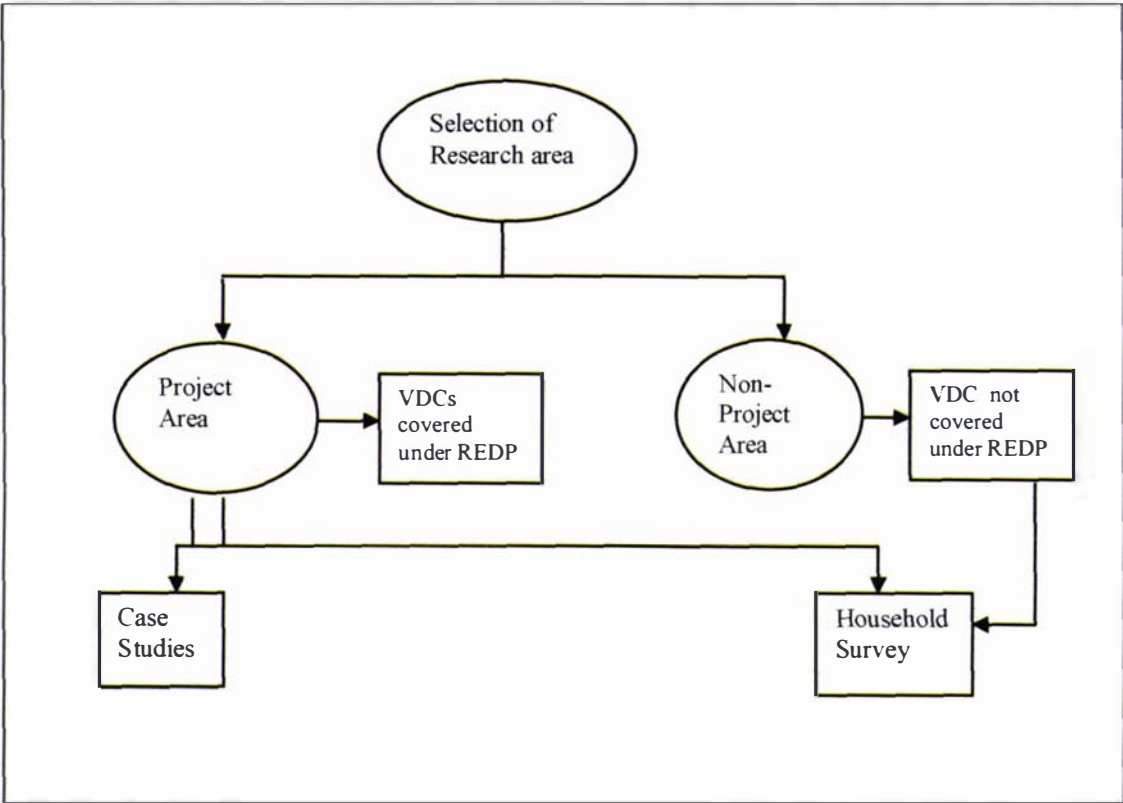 Selection of
Research area
Project
Area
VDCs
covered
under REDP
Non-
Project
Area
VDC not
covered
under REDP
Case
Studies
Household
Survey